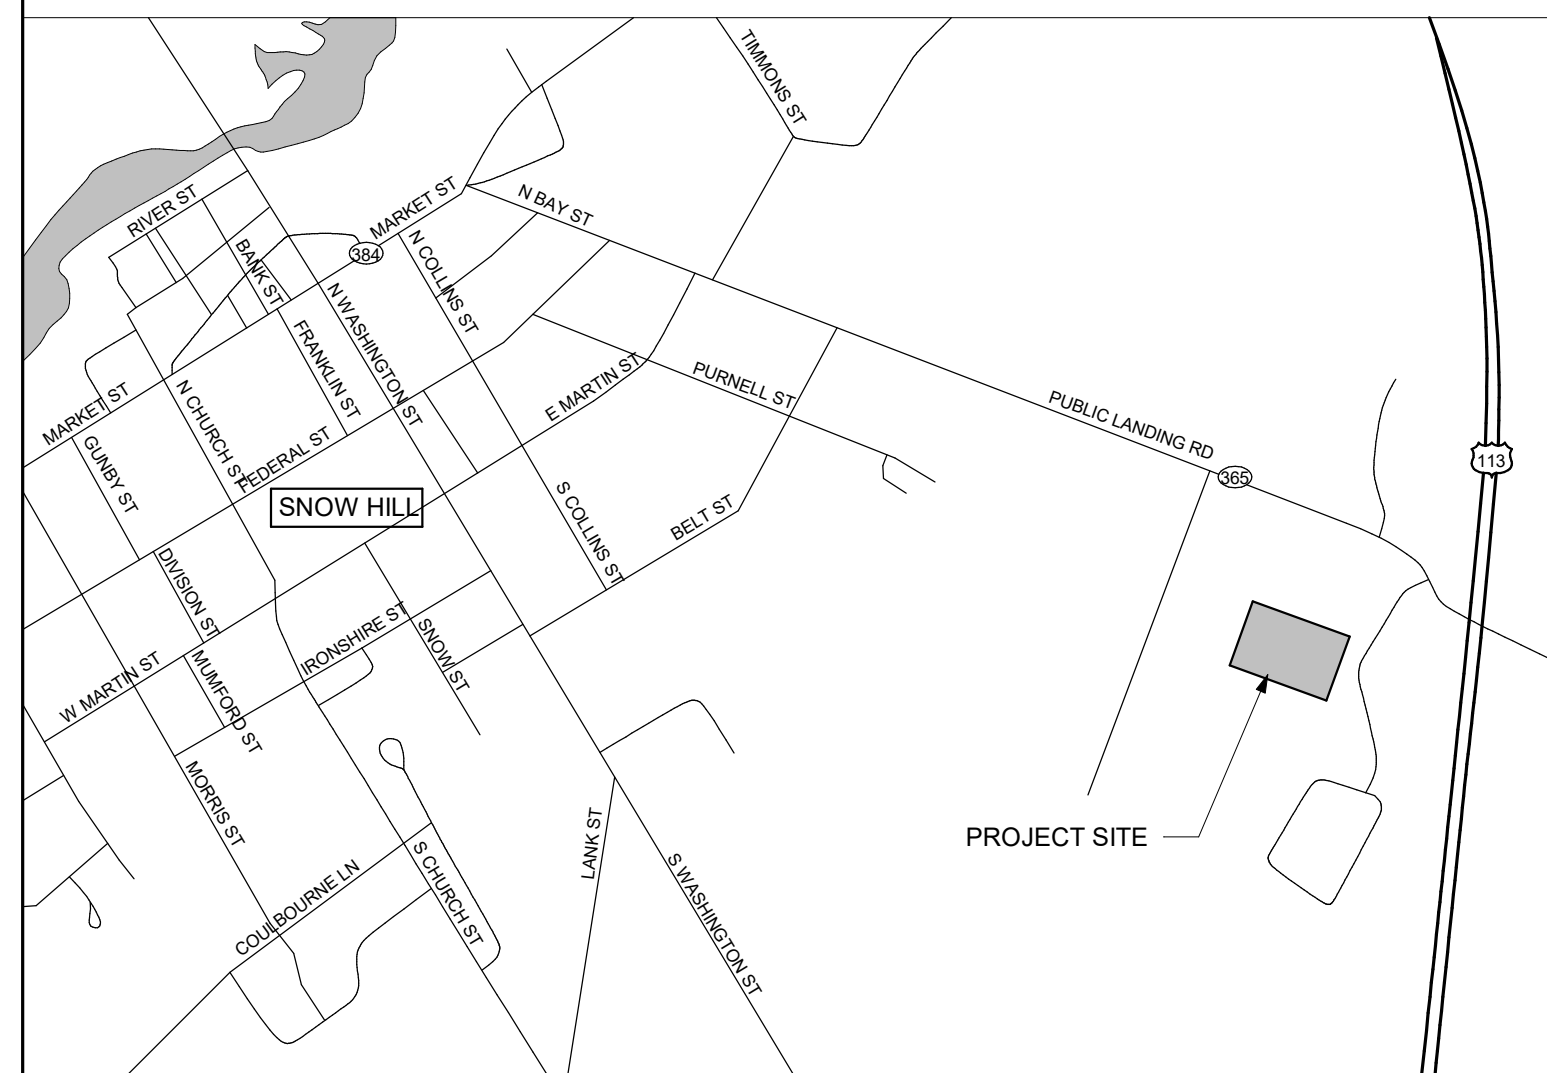 TIMMONS ST
RIVER ST
MARKET ST
N BAY ST
384
BANK ST
N COLLINS ST
N WASHINGTON ST
FRANKLIN ST
E MARTIN ST
PURNELL ST
PUBLIC LANDING RD
365
113
MARKET ST
N CHURCH ST
GUNBY ST
FEDERAL ST
SNOW HILL
S COLLINS ST
BELT ST
DIVISION ST
IRONSHIRE ST
SNOW ST
W MARTIN ST
MUMFORD ST
MORRIS ST
LANK ST
PROJECT SITE
COULBOURNE LN
S CHURCH ST
S WASHINGTON ST